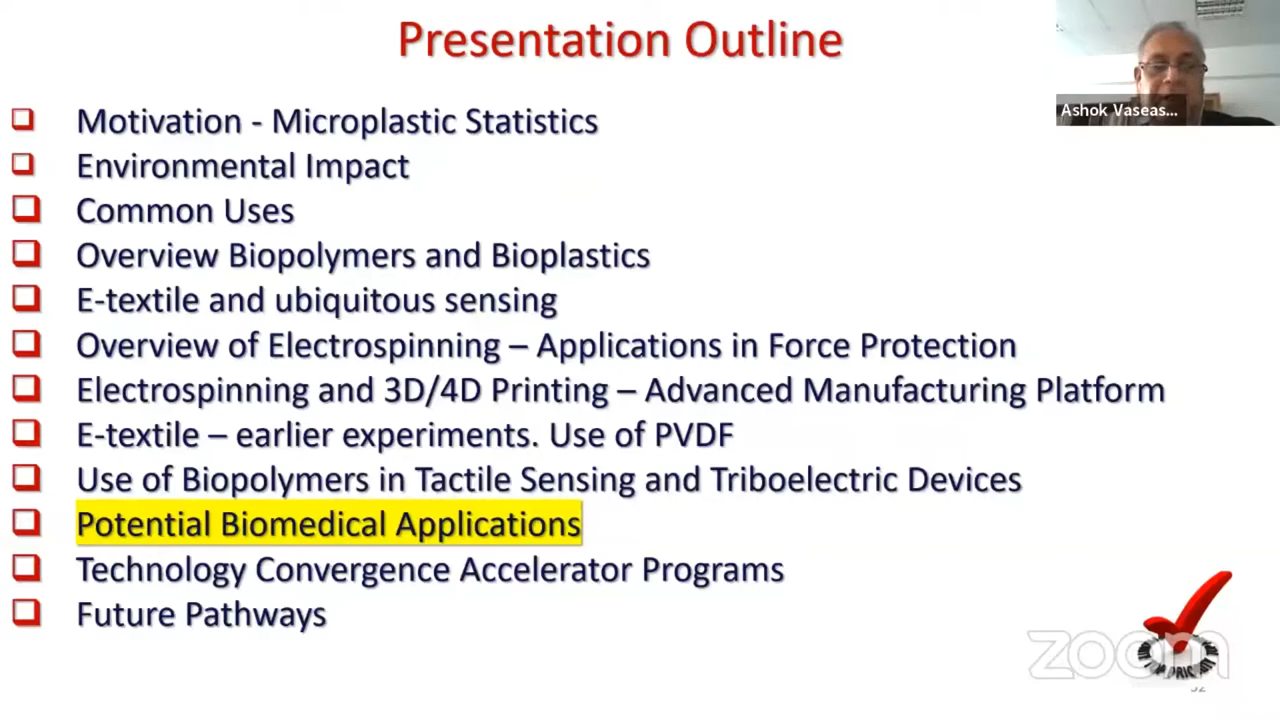 Presentation Outline
Ashok Vaseas...
Motivation - Microplastic Statistics
Environmental Impact
Common Uses
Overview Biopolymers and Bioplastics
E-textile and ubiquitous sensing
Overview of Electrospinning – Applications in Force Protection
Electrospinning and 3D/4D Printing – Advanced Manufacturing Platform
E-textile – earlier experiments. Use of PVDF
Use of Biopolymers in Tactile Sensing and Triboelectric Devices
Potential Biomedical Applications
Technology Convergence Accelerator Programs
Future Pathways
zoom